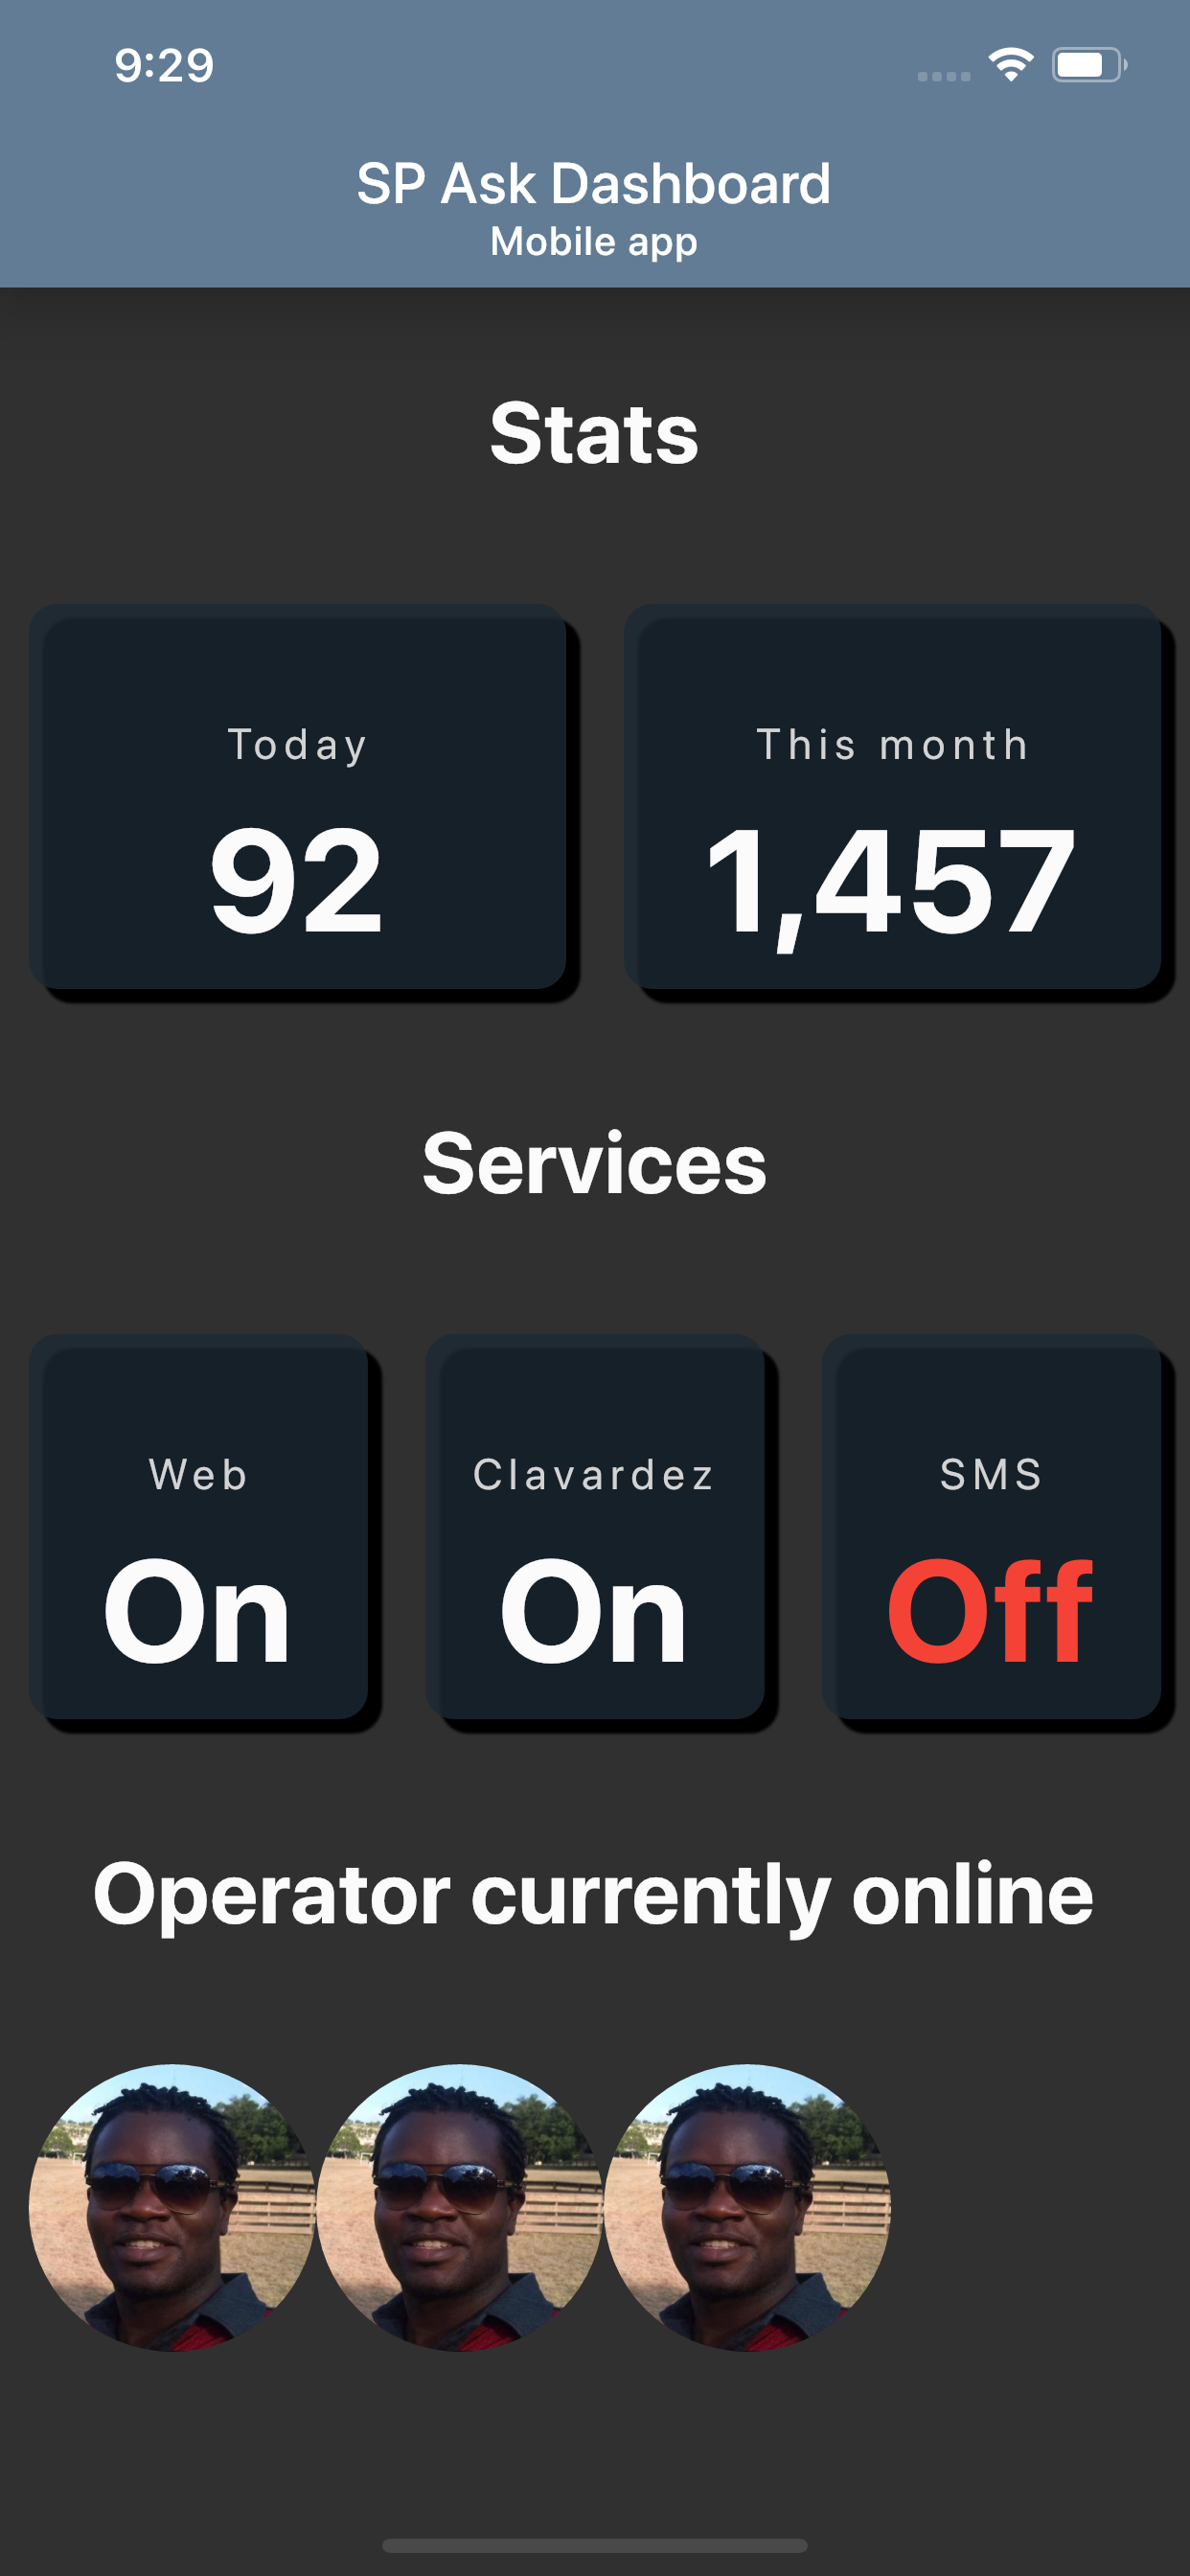 9:29
SP Ask Dashboard
Mobile app
Stats
Today
This month
92
1,457
Services
Web
Clavardez
SMS
On
On
Off
Operator currently online